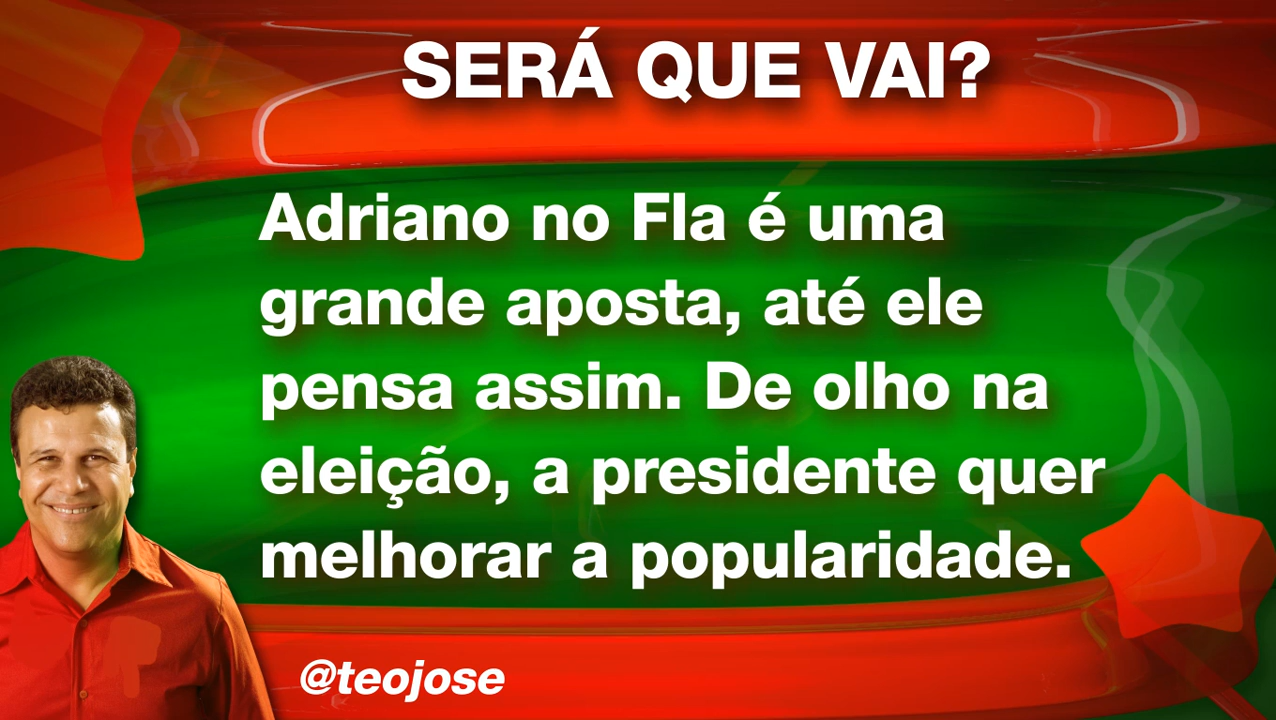 SERÁ QUE VAI?
Adriano no Fla é uma
grande aposta, até ele
pensa assim. De olho na
eleição, a presidente quer
melhorar a popularidade.
@teojose